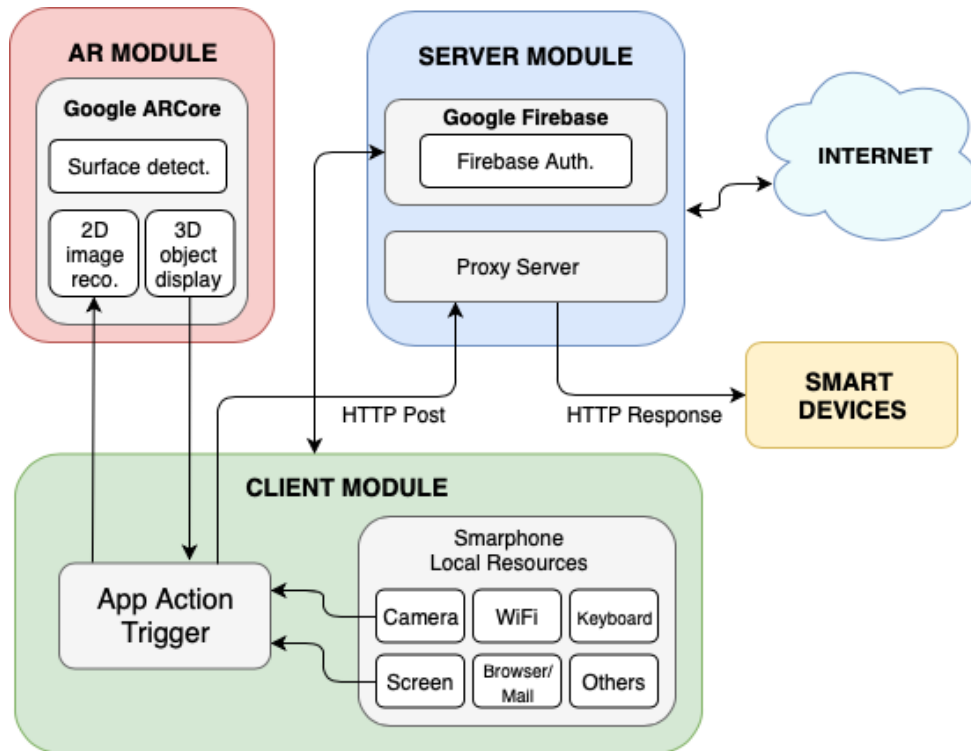 AR MODULE
Google ARCore
Surface detect.
2D
image
reco.
3D
object
display
SERVER MODULE
Google Firebase
Firebase Auth.
Proxy Server
INTERNET
HTTP Post
HTTP Response
SMART
DEVICES
CLIENT MODULE
App Action
Trigger
Smarphone
Local Resources
Camera
WiFi
Keyboard
Screen
Browser/
Mail
Others